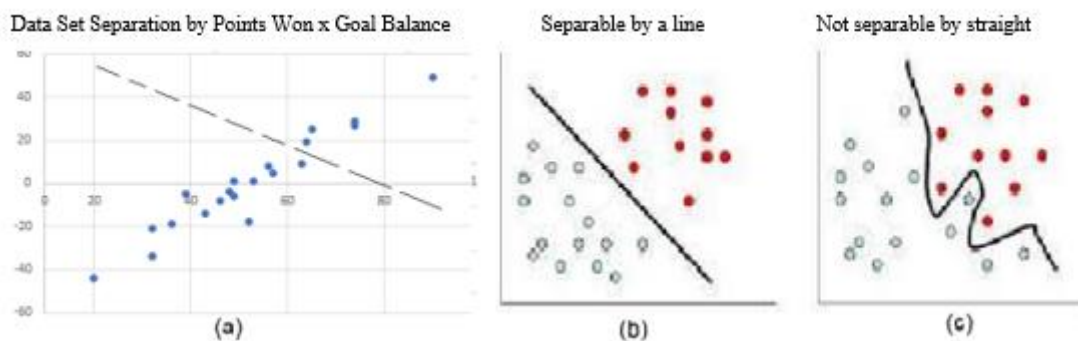 Data Set Separation by Points Won x Goal Balance
Separable by a line
Not separable by straight
60
40
20
0
-20
-40
-60
0 20 40 60 80 1
(a)
(b)
(c)